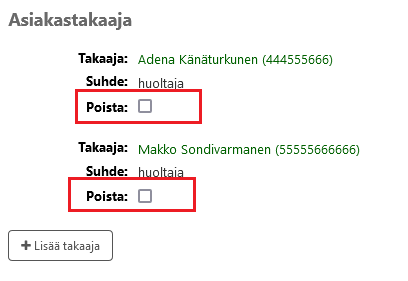 Asiakastakaaja
Takaaja: Adena Känäturkunen (444555666)
Suhde: huoltaja
Poista:
Takaaja: Makko Sondivarmanen (55555666666)
Suhde: huoltaja
Poista:
+ Lisää takaaja